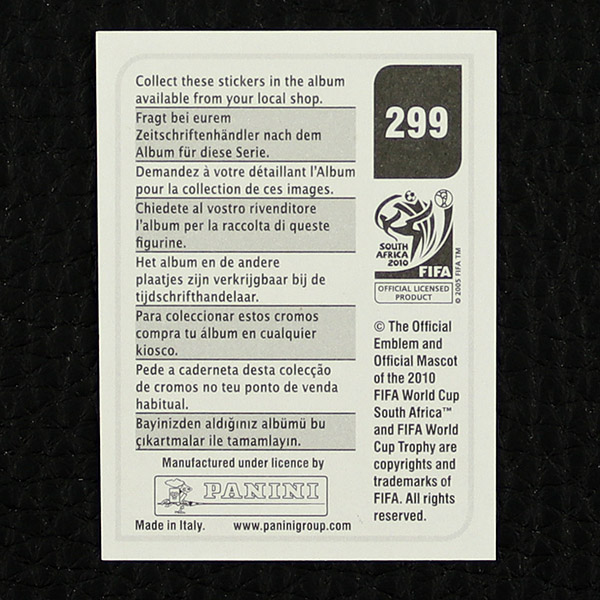 Collect these stickers in the album
available from your local shop.
Fragt bei eurem
Zeitschriftenhändler nach dem
Album für diese Serie.
Demandez à votre détaillant l'Album
pour la collection de ces images.
Chiedete al vostro rivenditore
l'album per la raccolta di queste
figurine.
Het album en de andere
plaatjes zijn verkrijgbaar bij de
tijdschrifthandelaar.
Para coleccionar estos cromos
compra tu álbum en cualquier
kiosco.
Pede a caderneta desta colecção
de cromos no teu ponto de venda
habitual.
Bayinizden aldığınız albümü bu
çıkartmalar ile tamamlayın.
Manufactured under licence by
PANINI
Made in Italy. www.paninigroup.com
299
SOUTH
AFRICA
2010
FIFA
OFFICIAL LICENSED
PRODUCT
© 2005 FIFA TM
© The Official
Emblem and
Official Mascot
of the 2010
FIFA World Cup
South Africa™
and FIFA World
Cup Trophy are
copyrights and
trademarks of
FIFA. All rights
reserved.